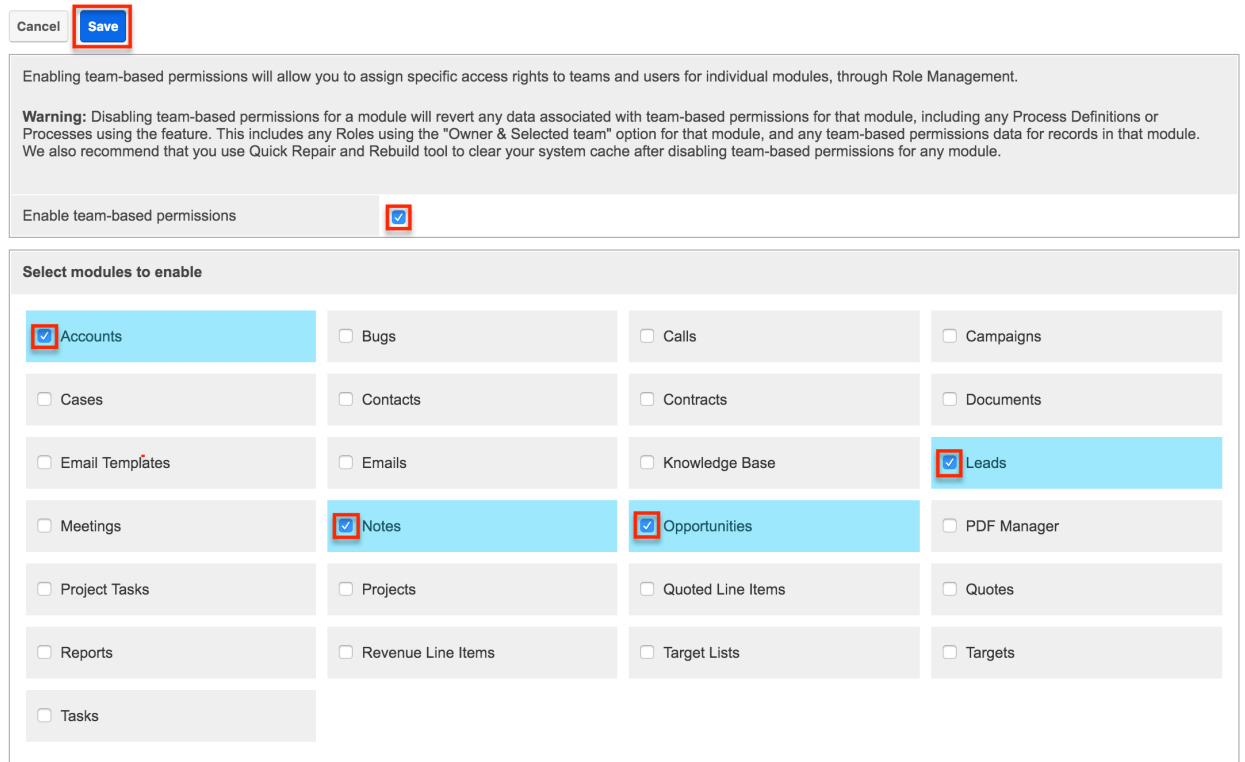 Cancel Save
Enabling team-based permissions will allow you to assign specific access rights to teams and users for individual modules, through Role Management.
Warning: Disabling team-based permissions for a module will revert any data associated with team-based permissions for that module, including any Process Definitions or
Processes using the feature. This includes any Roles using the "Owner & Selected team" option for that module, and any team-based permissions data for records in that module.
We also recommend that you use Quick Repair and Rebuild tool to clear your system cache after disabling team-based permissions for any module.
Enable team-based permissions
Select modules to enable
Accounts Bugs Calls Campaigns
Cases Contacts Contracts Documents
Email Templates Emails Knowledge Base Leads
Meetings Notes Opportunities PDF Manager
Project Tasks Projects Quoted Line Items Quotes
Reports Revenue Line Items Target Lists Targets
Tasks